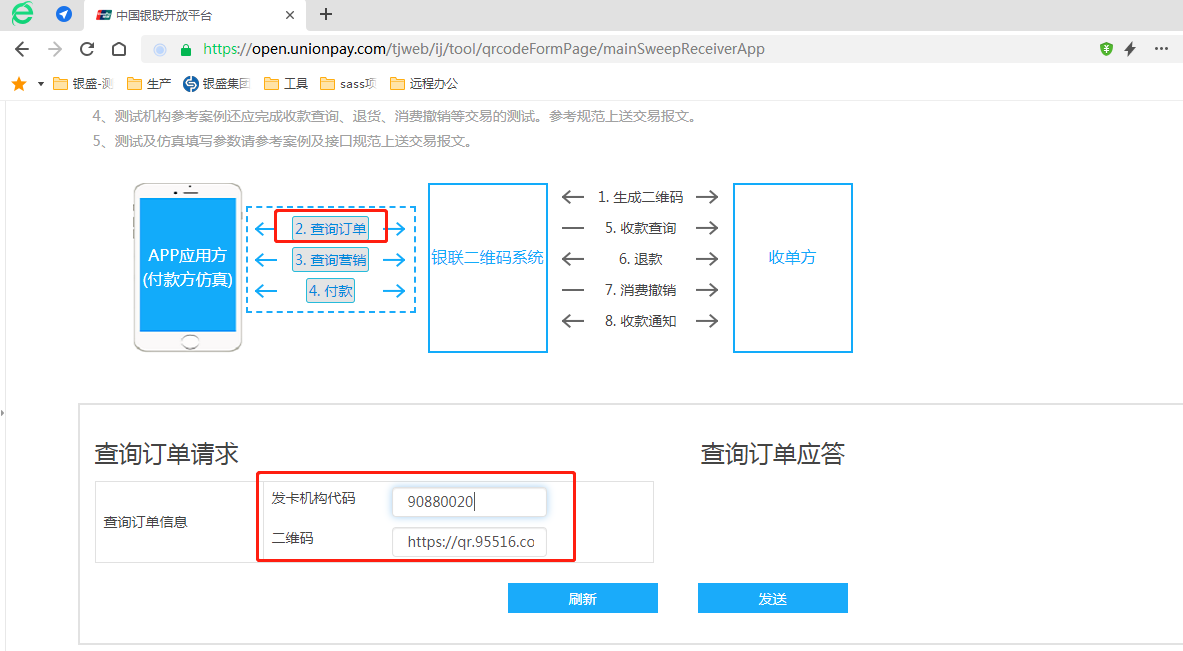 中国银联开放平台
https://open.unionpay.com/tjweb/ij/tool/qrcodeFormPage/mainSweepReceiverApp
银盛-测 生产 银盛集团 工具 sass项 远程办公
4、测试机构参考案例还应完成收款查询、退货、消费撤销等交易的测试。参考规范上送交易报文。
5、测试及仿真填写参数请参考案例及接口规范上送交易报文。
APP应用方
(付款方仿真)
2. 查询订单
3. 查询营销
4. 付款
银联二维码系统
1. 生成二维码
5. 收款查询
6. 退款
7. 消费撤销
8. 收款通知
收单方
查询订单请求
查询订单应答
查询订单信息
发卡机构代码 90880020
二维码 https://qr.95516.co
刷新 发送